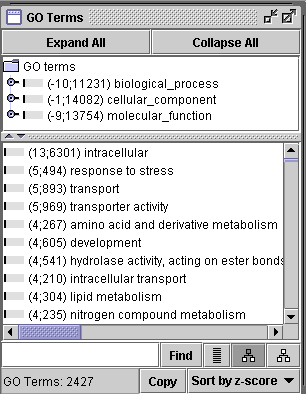 GO Terms
Expand All
Collapse All
GO terms
(-10;11231) biological_process
(-1;14082) cellular_component
(-9;13754) molecular_function
(13;6301) intracellular
(5;494) response to stress
(5;893) transport
(5;969) transporter activity
(4;267) amino acid and derivative metabolism
(4;605) development
(4;541) hydrolase activity, acting on ester bonds
(4;210) intracellular transport
(4;304) lipid metabolism
(4;235) nitrogen compound metabolism
Find
GO Terms: 2427
Copy
Sort by z-score